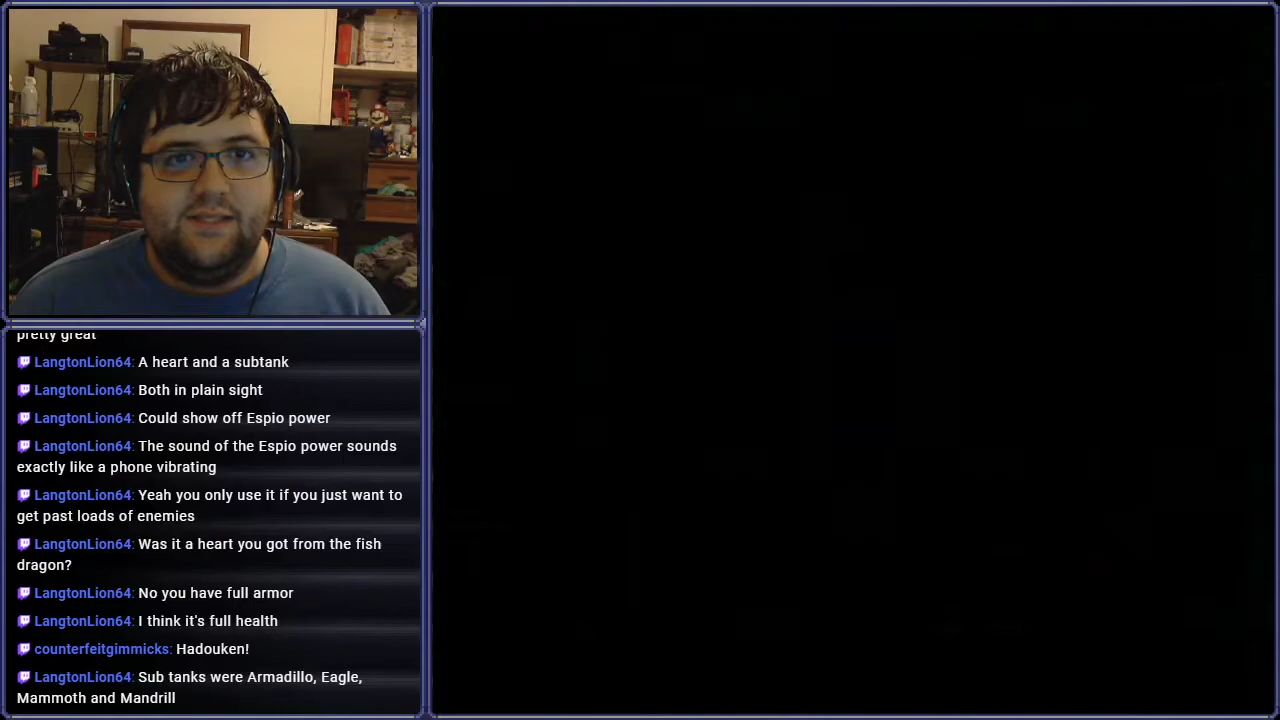 pretty great
LangtonLion64: A heart and a subtank
LangtonLion64: Both in plain sight
LangtonLion64: Could show off Espio power
LangtonLion64: The sound of the Espio power sounds
exactly like a phone vibrating
LangtonLion64: Yeah you only use it if you just want to
get past loads of enemies
LangtonLion64: Was it a heart you got from the fish
dragon?
LangtonLion64: No you have full armor
LangtonLion64: I think it's full health
counterfeitgimmicks: Hadouken!
LangtonLion64: Sub tanks were Armadillo, Eagle,
Mammoth and Mandrill